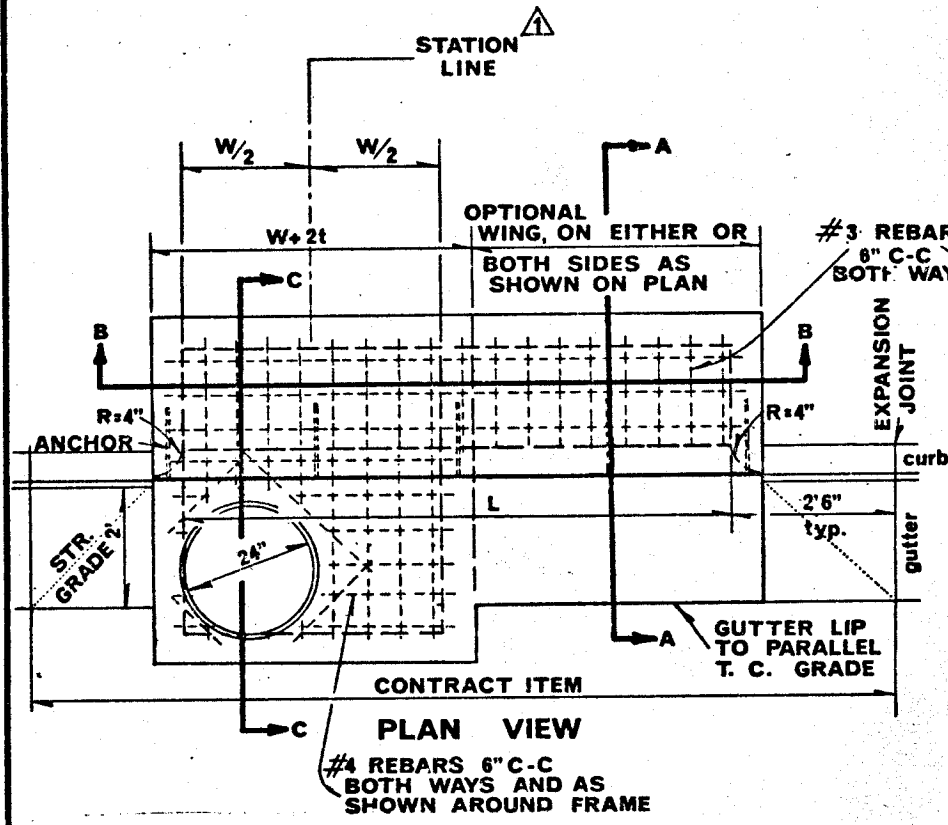 1
STATION
LINE
W/2
W/2
A
OPTIONAL
WING, ON EITHER OR
BOTH SIDES AS
SHOWN ON PLAN
W+2t
#3 REBAR
6" C-C
BOTH WAY
C
B
B
EXPANSION
JOINT
R=4"
R=4"
ANCHOR
curb
L
2'6"
typ.
gutter
STR.
GRADE 2'
24"
A
GUTTER LIP
TO PARALLEL
T. C. GRADE
CONTRACT ITEM
C
PLAN VIEW
#4 REBARS 6" C-C
BOTH WAYS AND AS
SHOWN AROUND FRAME